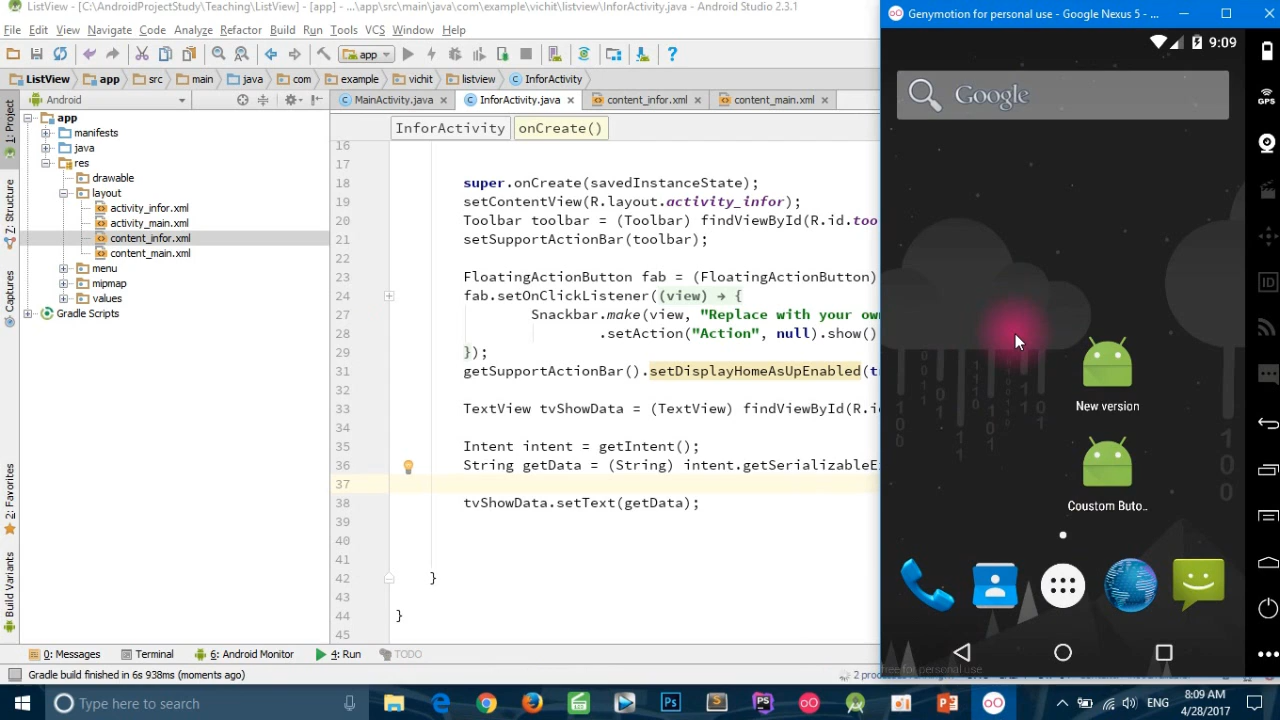 ListView - [C:\AndroidProjectStudy\Teaching\ListView] - [app] - ...\app\src\main\java\com\example\vichit\listview\InforActivity.java - Android Studio 2.3.1
File Edit View Navigate Code Analyze Refactor Build Run Tools VCS Window Help
app
ListView app src main java com example vichit listview InforActivity
Android
MainActivity.java InforActivity.java content_infor.xml content_main.xml
1: Project
7: Structure
Captures
2: Favorites
Build Variants
app
manifests
java
res
drawable
layout
activity_infor.xml
activity_main.xml
content_infor.xml
content_main.xml
menu
mipmap
values
Gradle Scripts
InforActivity onCreate()
16
17
18 super.onCreate(savedInstanceState);
19 setContentView(R.layout.activity_infor);
20 Toolbar toolbar = (Toolbar) findViewById(R.id.too
21 setSupportActionBar(toolbar);
22
23 FloatingActionButton fab = (FloatingActionButton)
24 fab.setOnClickListener((view) → {
27 Snackbar.make(view, "Replace with your own
28 .setAction("Action", null).show()
29 });
31 getSupportActionBar().setDisplayHomeAsUpEnabled(t
32
33 TextView tvShowData = (TextView) findViewById(R.i
34
35 Intent intent = getIntent();
36 String getData = (String) intent.getSerializableE
37
38 tvShowData.setText(getData);
39
40
41
42 }
43
44 }
45
0: Messages Terminal 6: Android Monitor 4: Run TODO
Gradle build finished in 6s 938ms (moments ago)
Genymotion for personal use - Google Nexus 5 - ...
9:09
Google
New version
Coustom Buto..
free for personal use
GPS
ID
Type here to search
ENG
8:09 AM
4/28/2017